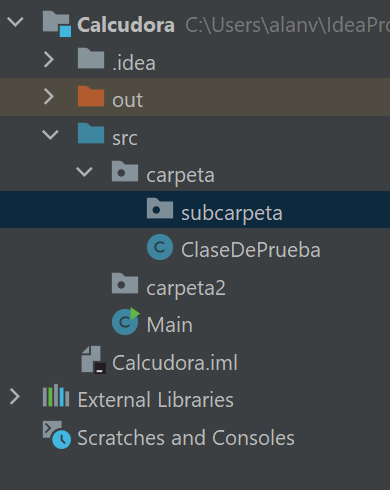 Calcudora C:\Users\alanv\IdeaPro
.idea
out
src
carpeta
subcarpeta
ClaseDePrueba
carpeta2
Main
Calcudora.iml
External Libraries
Scratches and Consoles